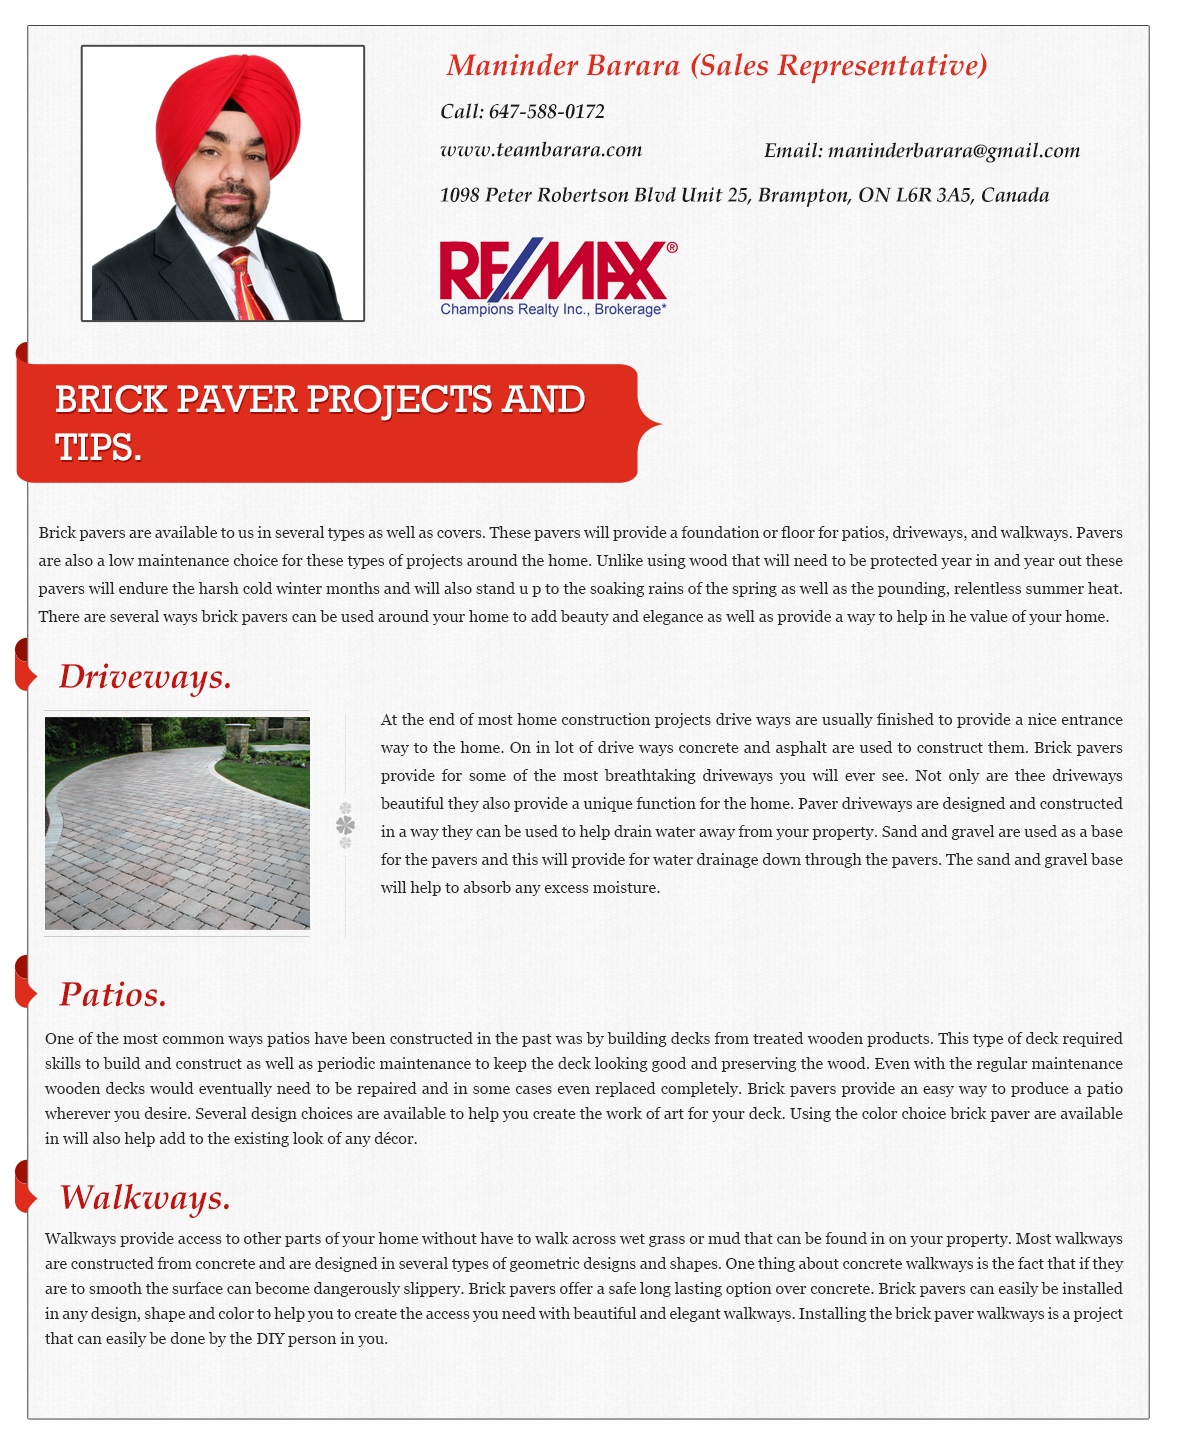 Maninder Barara (Sales Representative)
Call: 647-588-0172
www.teambarara.com Email: maninderbarara@gmail.com
1098 Peter Robertson Blvd Unit 25, Brampton, ON L6R 3A5, Canada
RE/MAX®
Champions Realty Inc., Brokerage*
BRICK PAVER PROJECTS AND
TIPS.
Brick pavers are available to us in several types as well as covers. These pavers will provide a foundation or floor for patios, driveways, and walkways. Pavers
are also a low maintenance choice for these types of projects around the home. Unlike using wood that will need to be protected year in and year out these
pavers will endure the harsh cold winter months and will also stand u p to the soaking rains of the spring as well as the pounding, relentless summer heat.
There are several ways brick pavers can be used around your home to add beauty and elegance as well as provide a way to help in he value of your home.
Driveways.
At the end of most home construction projects drive ways are usually finished to provide a nice entrance
way to the home. On in lot of drive ways concrete and asphalt are used to construct them. Brick pavers
provide for some of the most breathtaking driveways you will ever see. Not only are thee driveways
beautiful they also provide a unique function for the home. Paver driveways are designed and constructed
in a way they can be used to help drain water away from your property. Sand and gravel are used as a base
for the pavers and this will provide for water drainage down through the pavers. The sand and gravel base
will help to absorb any excess moisture.
Patios.
One of the most common ways patios have been constructed in the past was by building decks from treated wooden products. This type of deck required
skills to build and construct as well as periodic maintenance to keep the deck looking good and preserving the wood. Even with the regular maintenance
wooden decks would eventually need to be repaired and in some cases even replaced completely. Brick pavers provide an easy way to produce a patio
wherever you desire. Several design choices are available to help you create the work of art for your deck. Using the color choice brick paver are available
in will also help add to the existing look of any décor.
Walkways.
Walkways provide access to other parts of your home without have to walk across wet grass or mud that can be found in on your property. Most walkways
are constructed from concrete and are designed in several types of geometric designs and shapes. One thing about concrete walkways is the fact that if they
are to smooth the surface can become dangerously slippery. Brick pavers offer a safe long lasting option over concrete. Brick pavers can easily be installed
in any design, shape and color to help you to create the access you need with beautiful and elegant walkways. Installing the brick paver walkways is a project
that can easily be done by the DIY person in you.